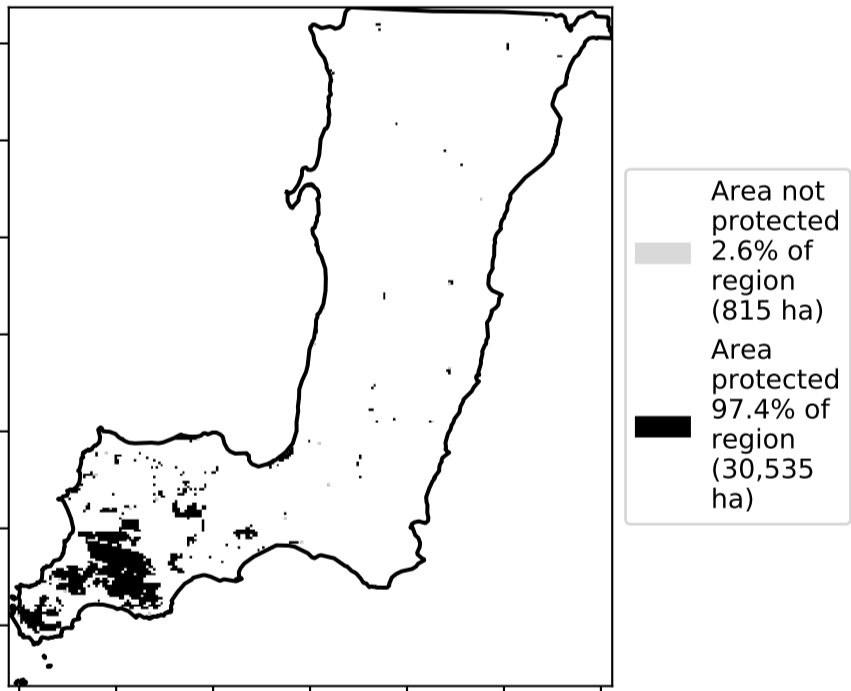 Area not
protected
2.6% of
region
(815 ha)
Area
protected
97.4% of
region
(30,535
ha)